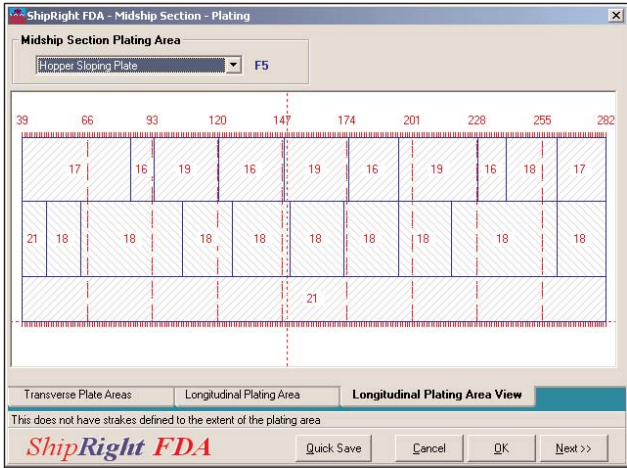 ShipRight FDA - Midship Section - Plating
Midship Section Plating Area
Hopper Sloping Plate F5
39 66 93 120 147 174 201 228 255 282
17 16 19 16 19 16 19 16 18 17
21 18 18 18 18 18 18 18 18 18
21
Transverse Plate Areas Longitudinal Plating Area Longitudinal Plating Area View
This does not have strakes defined to the extent of the plating area
ShipRight FDA Quick Save Cancel OK Next >>